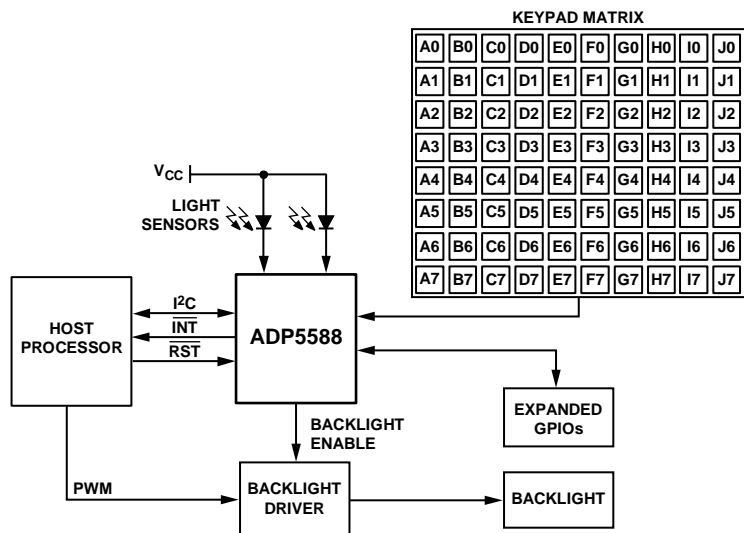 KEYPAD MATRIX
A0 B0 C0 D0 E0 F0 G0 H0 I0 J0
A1 B1 C1 D1 E1 F1 G1 H1 I1 J1
A2 B2 C2 D2 E2 F2 G2 H2 I2 J2
A3 B3 C3 D3 E3 F3 G3 H3 I3 J3
A4 B4 C4 D4 E4 F4 G4 H4 I4 J4
A5 B5 C5 D5 E5 F5 G5 H5 I5 J5
A6 B6 C6 D6 E6 F6 G6 H6 I6 J6
A7 B7 C7 D7 E7 F7 G7 H7 I7 J7
VCC
LIGHT
SENSORS
HOST
PROCESSOR
I²C
INT
RST
ADP5588
BACKLIGHT
ENABLE
EXPANDED
GPIOs
PWM
BACKLIGHT
DRIVER
BACKLIGHT